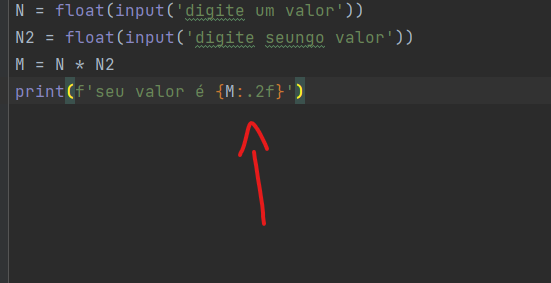 N = float(input('digite um valor'))
N2 = float(input('digite seungo valor'))
M = N * N2
print(f'seu valor é {M:.2f}')